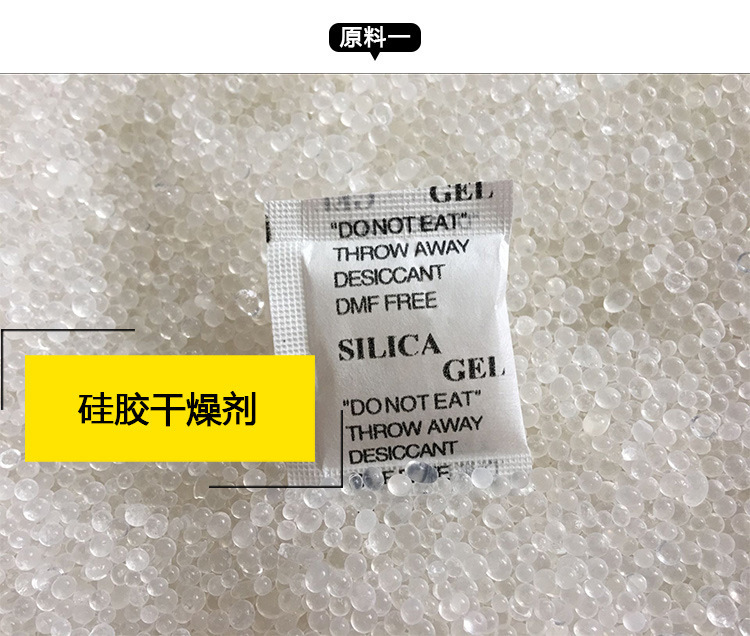 原料一
GEL
"DO NOT EAT"
THROW AWAY
DESICCANT
DMF FREE
SILICA
GEL
硅胶干燥剂
"DO NOT EAT"
THROW AWAY
DESICCANT